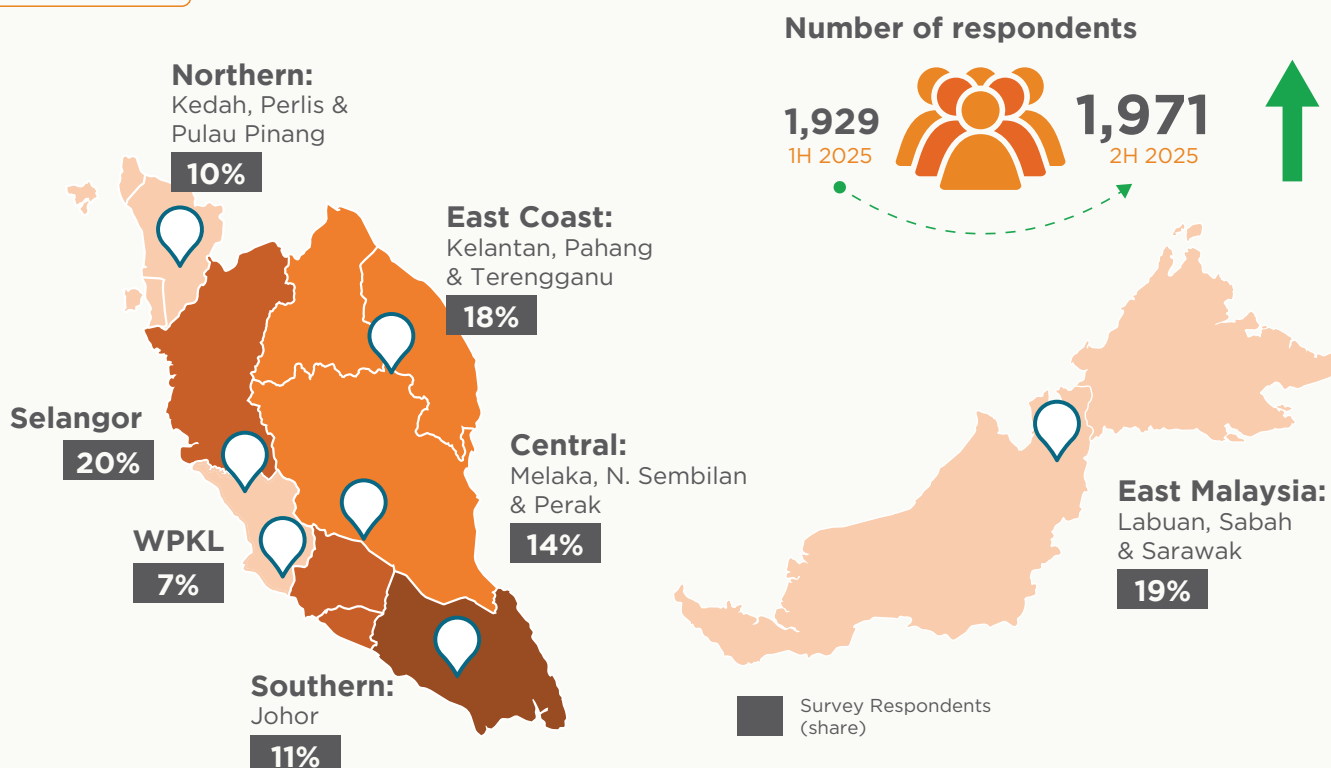 Number of respondents
1,929
1H 2025
1,971
2H 2025
Northern:
Kedah, Perlis &
Pulau Pinang
10%
East Coast:
Kelantan, Pahang
& Terengganu
18%
Selangor
20%
Central:
Melaka, N. Sembilan
& Perak
14%
WPKL
7%
East Malaysia:
Labuan, Sabah
& Sarawak
19%
Southern:
Johor
11%
Survey Respondents
(share)